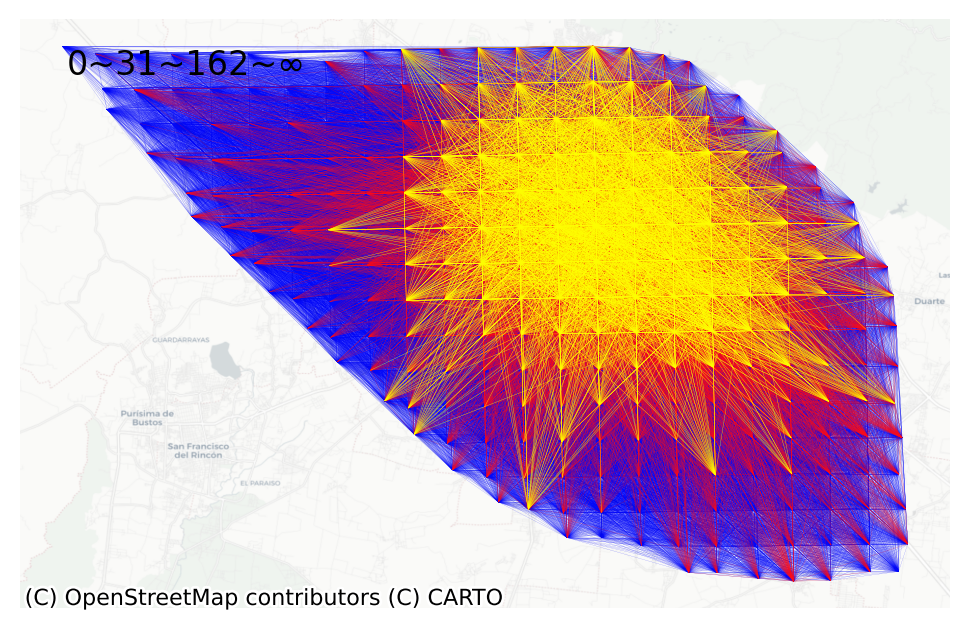 0~31~162~∞
Las
Duarte
GUARDARRAYAS
Purísima de
Bustos
San Francisco
del Rincón
EL PARAISO
(C) OpenStreetMap contributors (C) CARTO